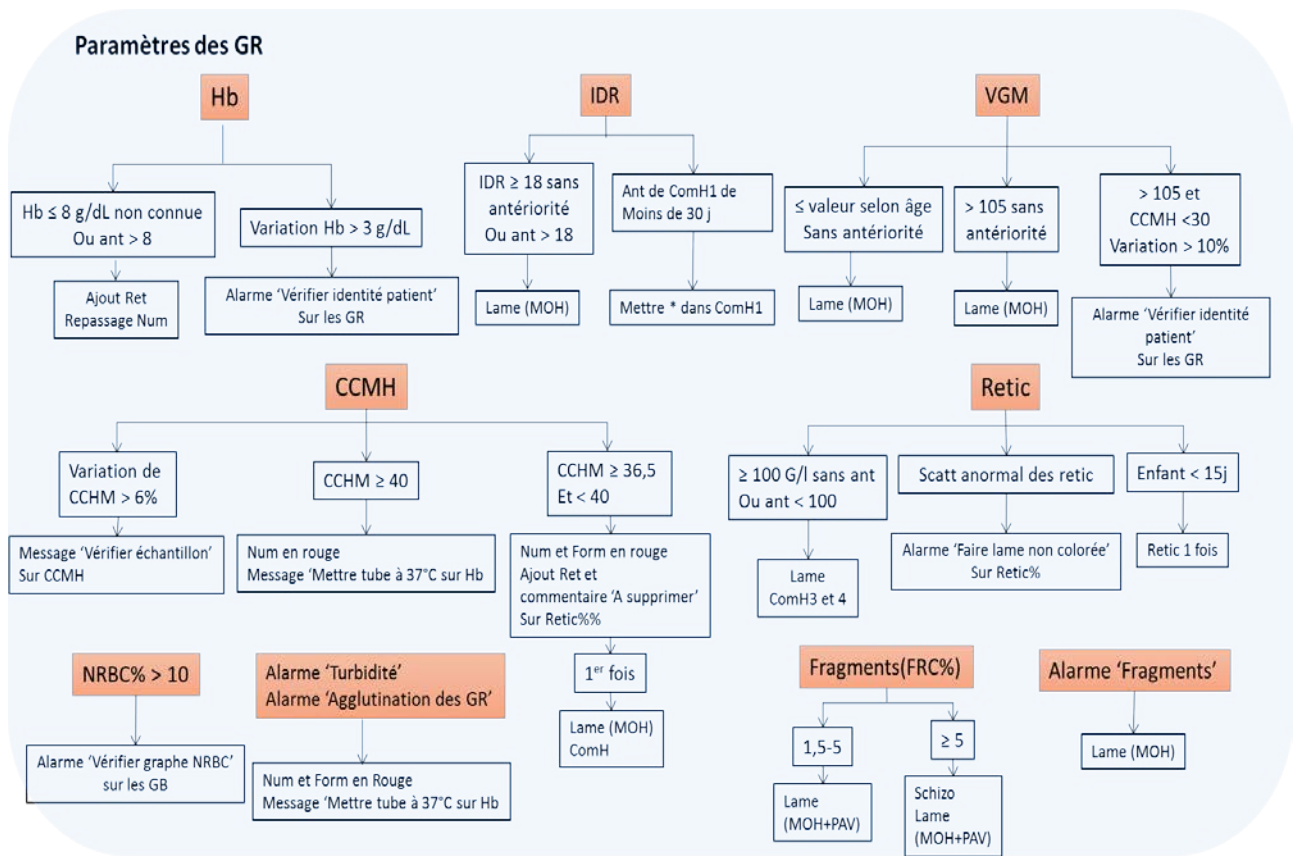 Paramètres des GR
Hb
Hb ≤ 8 g/dL non connue
Ou ant > 8
Ajout Ret
Repassage Num
Variation Hb > 3 g/dL
Alarme 'Vérifier identité patient'
Sur les GR
IDR
IDR ≥ 18 sans
antériorité
Ou ant > 18
Lame (MOH)
Ant de ComH1 de
Moins de 30 j
Mettre * dans ComH1
VGM
≤ valeur selon âge
Sans antériorité
Lame (MOH)
> 105 sans
antériorité
Lame (MOH)
> 105 et
CCMH <30
Variation > 10%
Alarme 'Vérifier identité
patient'
Sur les GR
CCMH
Variation de
CCHM > 6%
Message 'Vérifier échantillon'
Sur CCMH
CCHM ≥ 40
Num en rouge
Message 'Mettre tube à 37°C sur Hb
CCHM ≥ 36,5
Et < 40
Num et Form en rouge
Ajout Ret et
commentaire 'A supprimer'
Sur Retic%%
1er fois
Lame (MOH)
ComH
Retic
≥ 100 G/l sans ant
Ou ant < 100
Lame
ComH3 et 4
Scatt anormal des retic
Alarme 'Faire lame non colorée'
Sur Retic%
Enfant < 15j
Retic 1 fois
NRBC% > 10
Alarme 'Vérifier graphe NRBC'
sur les GB
Alarme 'Turbidité'
Alarme 'Agglutination des GR'
Num et Form en Rouge
Message 'Mettre tube à 37°C sur Hb
Fragments(FRC%)
1,5-5
Lame
(MOH+PAV)
≥ 5
Schizo
Lame
(MOH+PAV)
Alarme 'Fragments'
Lame (MOH)